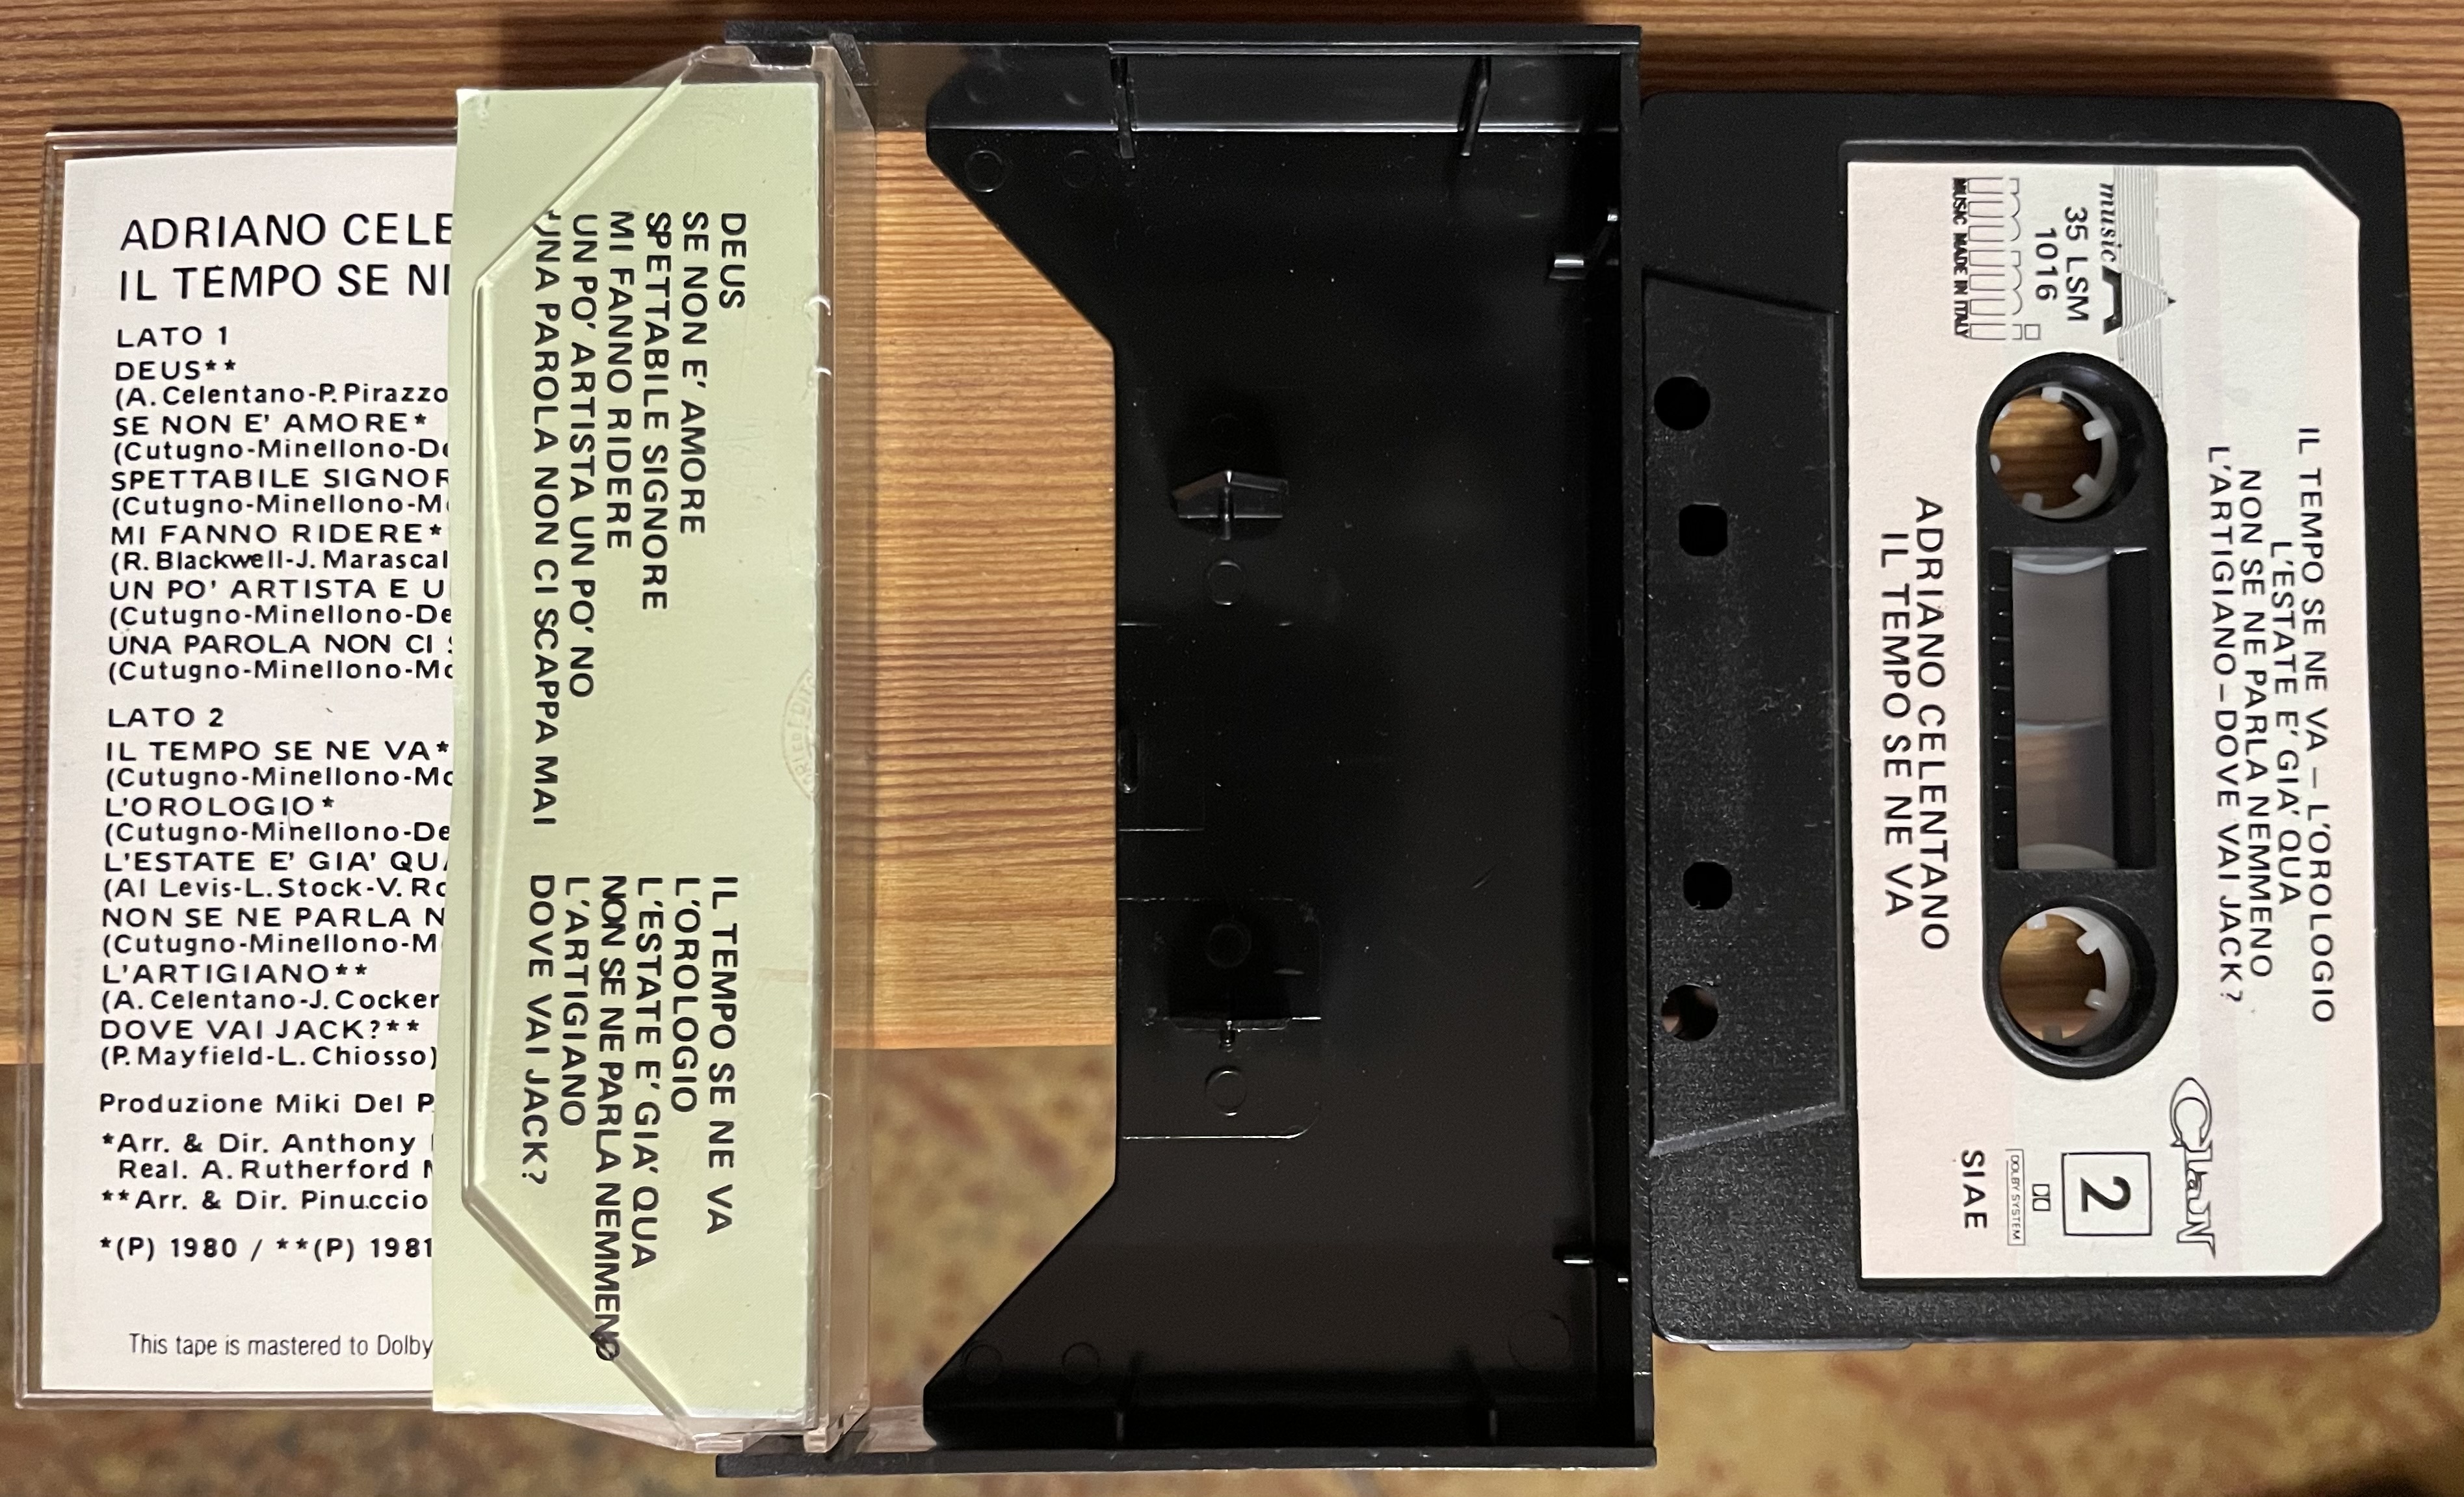 ADRIANO CELE
IL TEMPO SE NE
LATO 1
DEUS**
(A. Celentano-P. Pirazzo
SE NON E' AMORE*
(Cutugno-Minellono-De
SPETTABILE SIGNOR
(Cutugno-Minellono-M
MI FANNO RIDERE*
(R. Blackwell-J. Marascal
UN PO' ARTISTA E U
(Cutugno-Minellono-De
UNA PAROLA NON CI
(Cutugno-Minellono-Mo
LATO 2
IL TEMPO SE NE VA*
(Cutugno-Minellono-Mo
L'OROLOGIO*
(Cutugno-Minellono-De
L'ESTATE E' GIA' QUA
(Al Levis-L. Stock-V. Ro
NON SE NE PARLA N
(Cutugno-Minellono-M
L'ARTIGIANO**
(A. Celentano-J. Cocker
DOVE VAI JACK?**
(P. Mayfield-L. Chiosso)
Produzione Miki Del P
*Arr. & Dir. Anthony
Real. A. Rutherford
**Arr. & Dir. Pinuccio
*(P) 1980 / **(P) 1981
This tape is mastered to Dolby
DEUS
SE NON E' AMORE
SPETTABILE SIGNORE
MI FANNO RIDERE
UN PO' ARTISTA UN PO' NO
UNA PAROLA NON CI SCAPPA MAI
IL TEMPO SE NE VA
L'OROLOGIO
L'ESTATE E' GIA' QUA
NON SE NE PARLA NEMMENO
L'ARTIGIANO
DOVE VAI JACK?
IL TEMPO SE NE VA – L'OROLOGIO
L'ESTATE E' GIA' QUA
NON SE NE PARLA NEMMENO
L'ARTIGIANO – DOVE VAI JACK?
music A
35 LSM
1016
mmi
MUSIC MADE IN ITALY
Clan
2
DOLBY SYSTEM
SIAE
ADRIANO CELENTANO
IL TEMPO SE NE VA